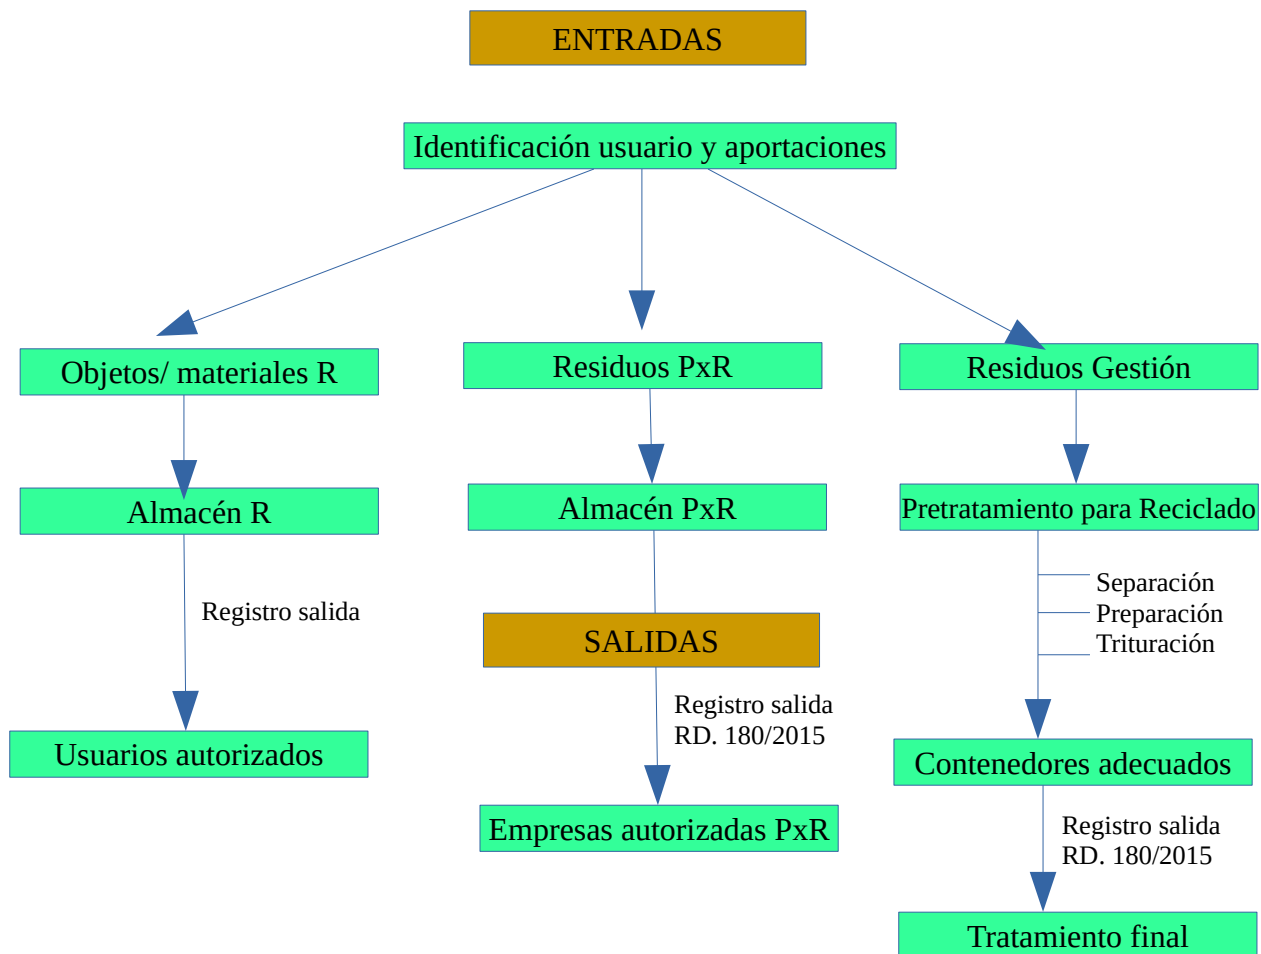 ENTRADAS
Identificación usuario y aportaciones
Objetos/ materiales R
Residuos PxR
Residuos Gestión
Almacén R
Almacén PxR
Pretratamiento para Reciclado
Separación
Preparación
Trituración
Registro salida
SALIDAS
Registro salida
RD. 180/2015
Usuarios autorizados
Contenedores adecuados
Empresas autorizadas PxR
Registro salida
RD. 180/2015
Tratamiento final